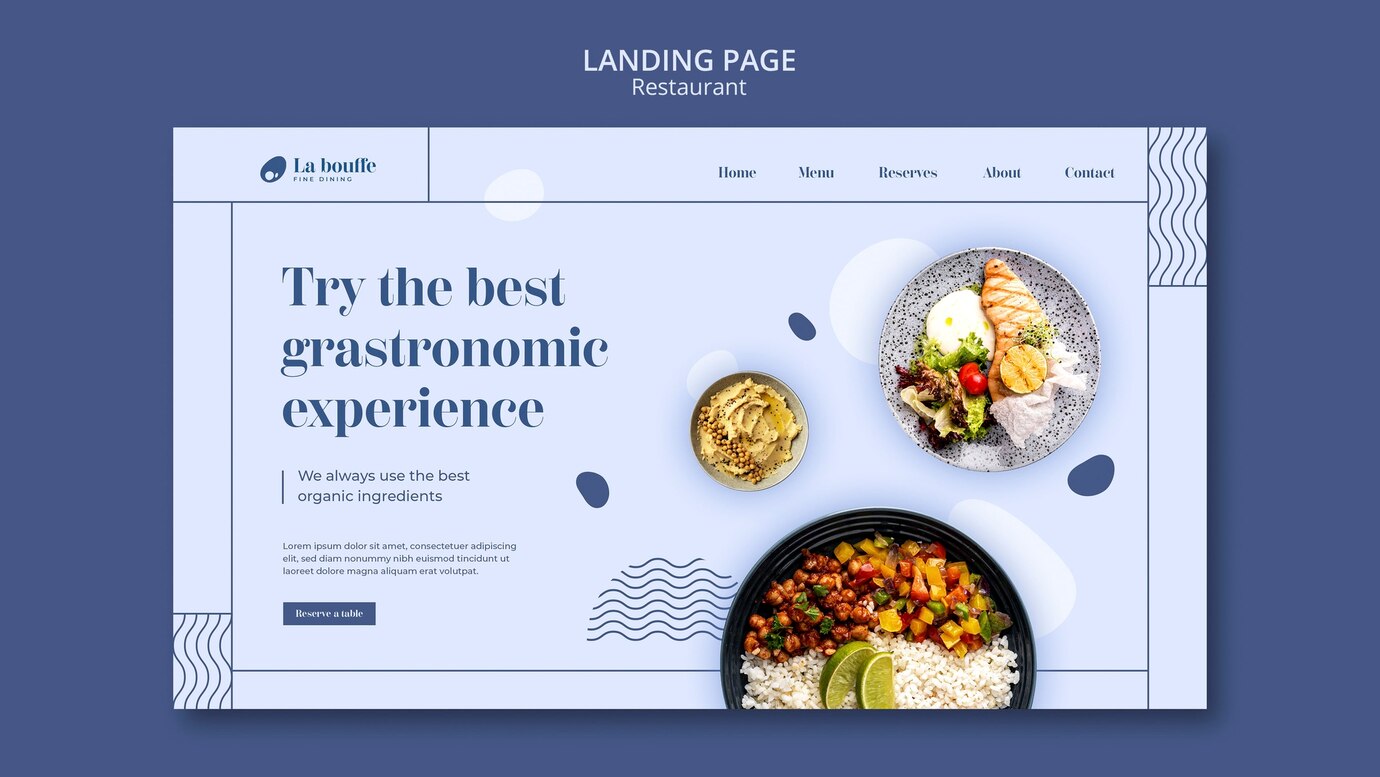 LANDING PAGE
Restaurant
La bouffe
FINE DINING
Home Menu Reserves About Contact
Try the best
grastronomic
experience
We always use the best
organic ingredients
Lorem ipsum dolor sit amet, consectetuer adipiscing
elit, sed diam nonummy nibh euismod tincidunt ut
laoreet dolore magna aliquam erat volutpat.
Reserve a table